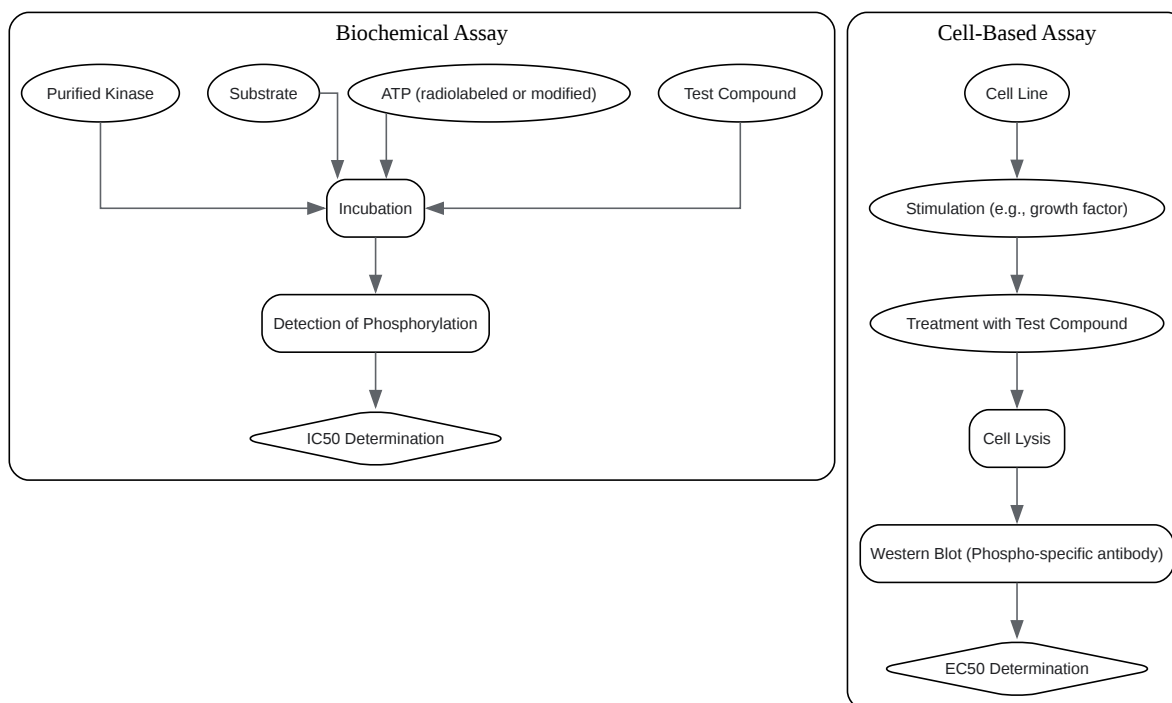 Biochemical Assay
Purified Kinase
Substrate
ATP (radiolabeled or modified)
Test Compound
Incubation
Detection of Phosphorylation
IC50 Determination
Cell-Based Assay
Cell Line
Stimulation (e.g., growth factor)
Treatment with Test Compound
Cell Lysis
Western Blot (Phospho-specific antibody)
EC50 Determination